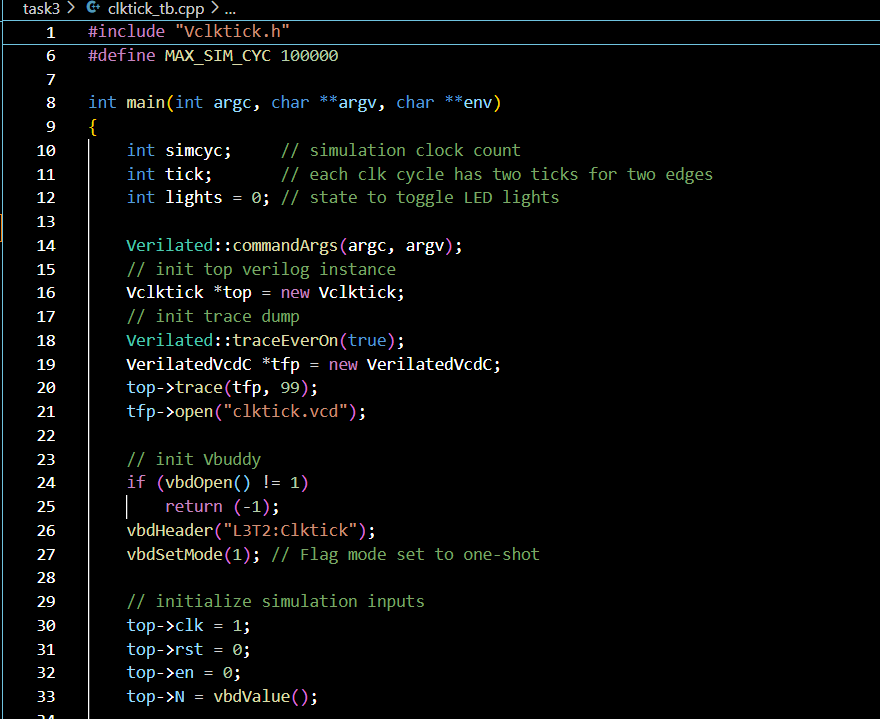 task3 > clktick_tb.cpp > ...
1 #include "Vclktick.h"
6 #define MAX_SIM_CYC 100000
7
8 int main(int argc, char **argv, char **env)
9 {
10 int simcyc; // simulation clock count
11 int tick; // each clk cycle has two ticks for two edges
12 int lights = 0; // state to toggle LED lights
13
14 Verilated::commandArgs(argc, argv);
15 // init top verilog instance
16 Vclktick *top = new Vclktick;
17 // init trace dump
18 Verilated::traceEverOn(true);
19 VerilatedVcdC *tfp = new VerilatedVcdC;
20 top->trace(tfp, 99);
21 tfp->open("clktick.vcd");
22
23 // init Vbuddy
24 if (vbdOpen() != 1)
25 return (-1);
26 vbdHeader("L3T2:Clktick");
27 vbdSetMode(1); // Flag mode set to one-shot
28
29 // initialize simulation inputs
30 top->clk = 1;
31 top->rst = 0;
32 top->en = 0;
33 top->N = vbdValue();